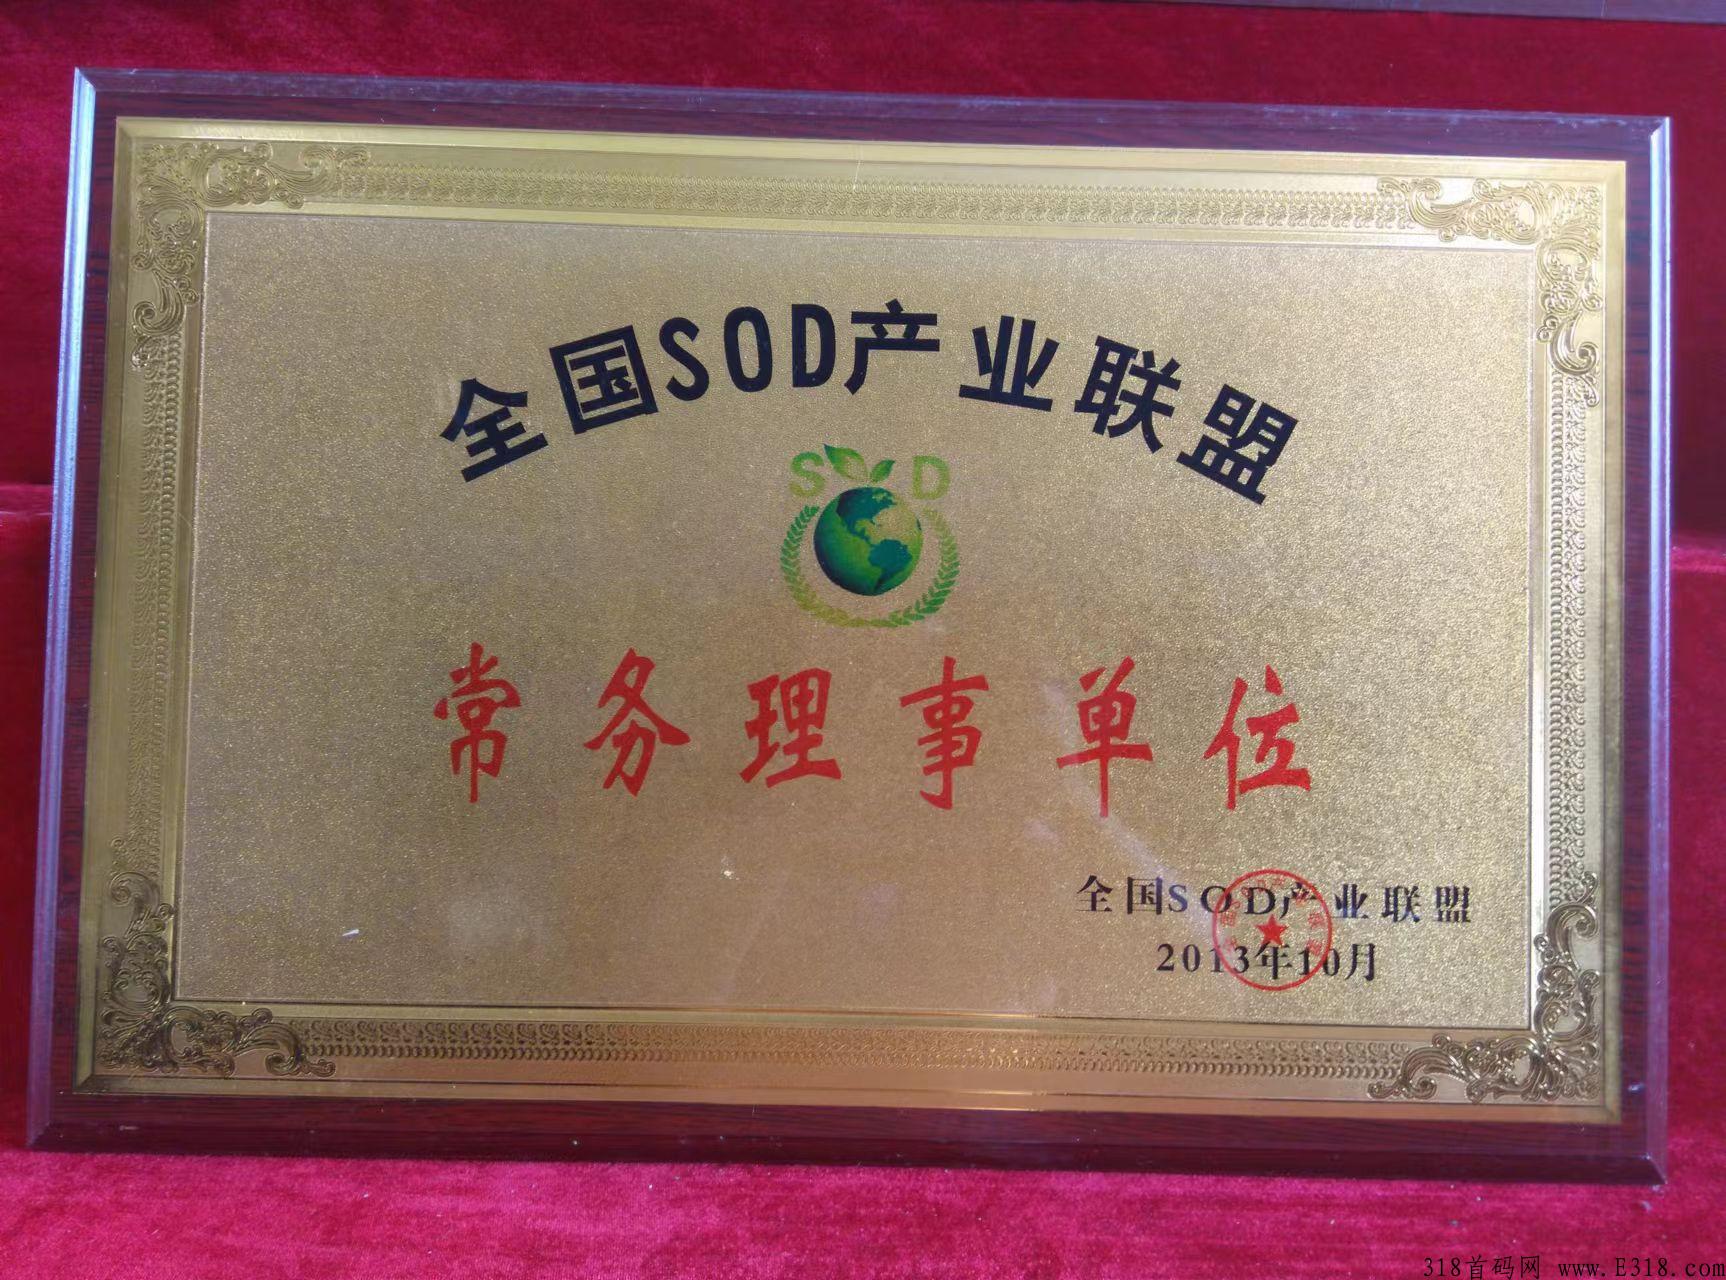 全国SOD产业联盟
SOD
常务理事单位
全国SOD产业联盟
2013年10月
318首码网 www.E318.com